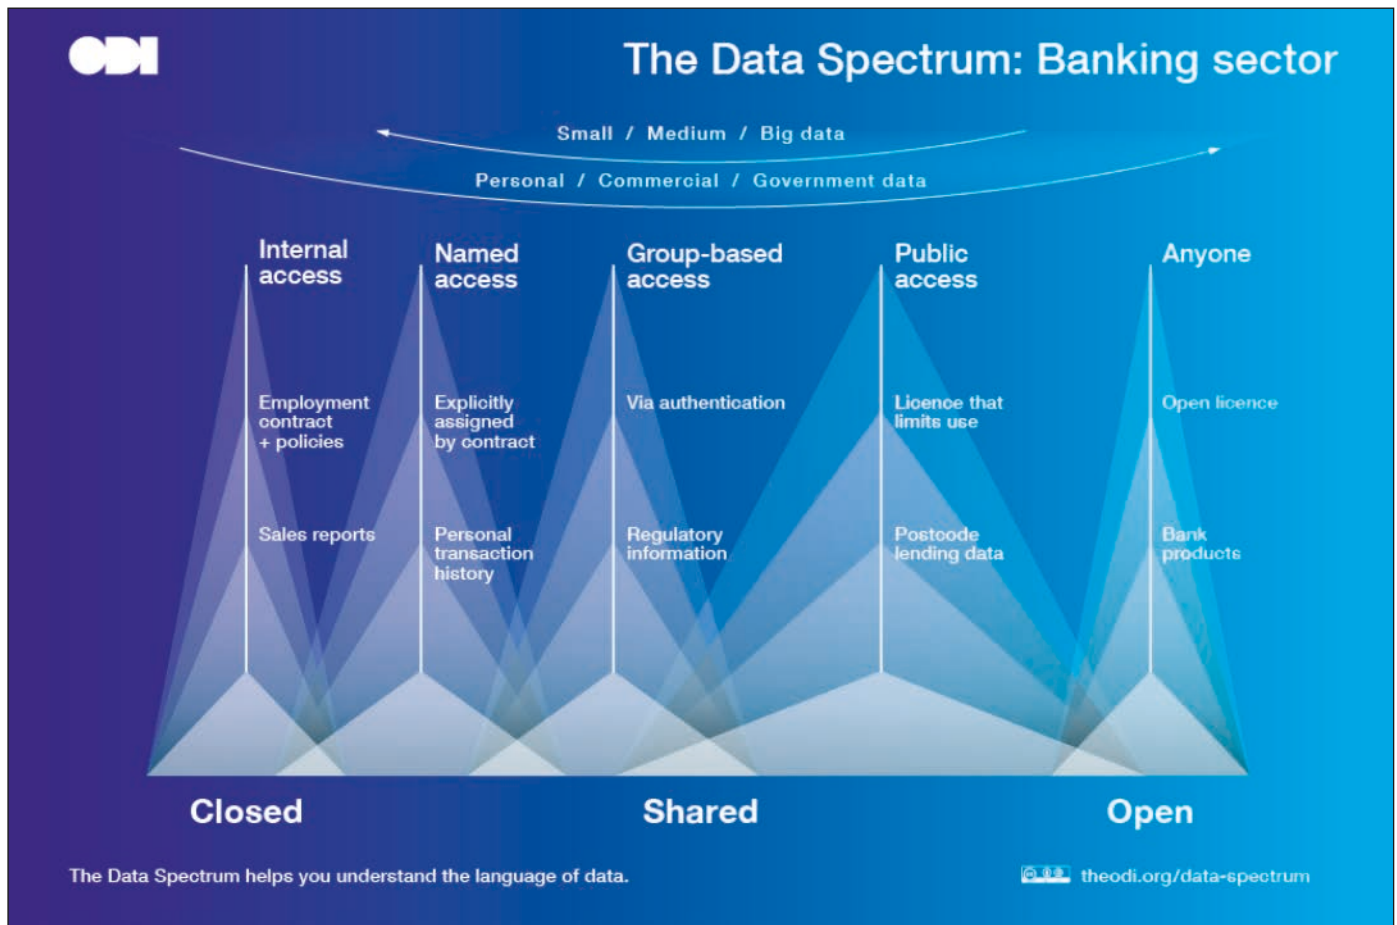 ODI
The Data Spectrum: Banking sector
Small / Medium / Big data
Personal / Commercial / Government data
Internal
access
Named
access
Group-based
access
Public
access
Anyone
Employment
contract
+ policies
Explicitly
assigned
by contract
Via authentication
Licence that
limits use
Open licence
Sales reports
Personal
transaction
history
Regulatory
information
Postcode
lending data
Bank
products
Closed
Shared
Open
The Data Spectrum helps you understand the language of data.
theodi.org/data-spectrum